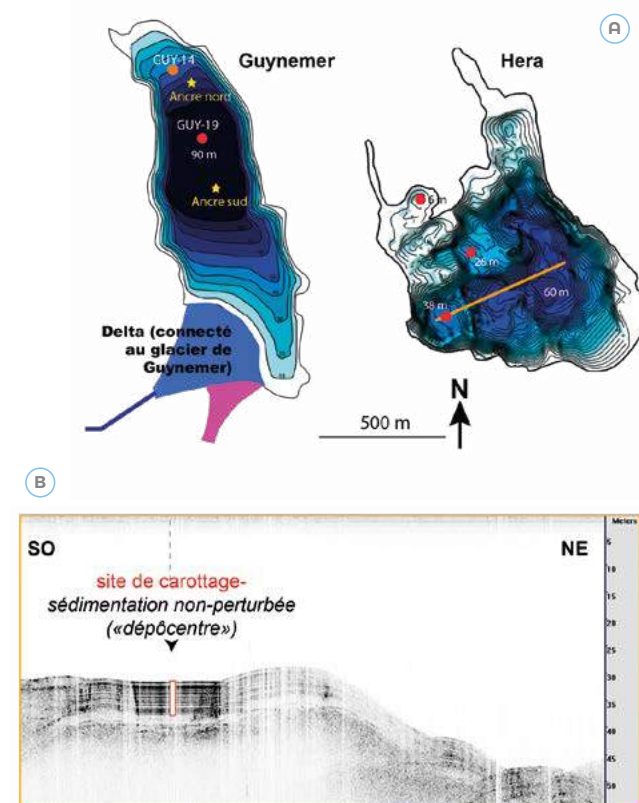 A
Guynemer
Hera
GUY-14
Ancre nord
GUY-19
90 m
Ancre sud
6 m
26 m
38 m
60 m
Delta (connecté
au glacier de
Guynemer)
N
500 m
B
Meters
SO
NE
site de carottage-
sédimentation non-perturbée
(«dépôcentre»)
5
10
15
20
25
30
35
40
45
50